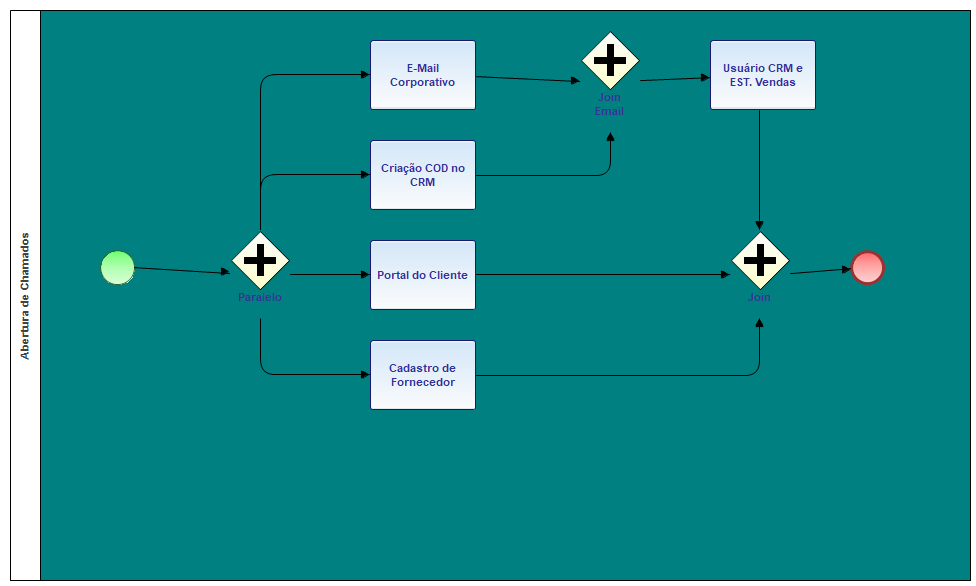 Abertura de Chamados
E-Mail
Corporativo
Join
Email
Usuário CRM e
EST. Vendas
Criação COD no
CRM
Paralelo
Portal do Cliente
Join
Cadastro de
Fornecedor